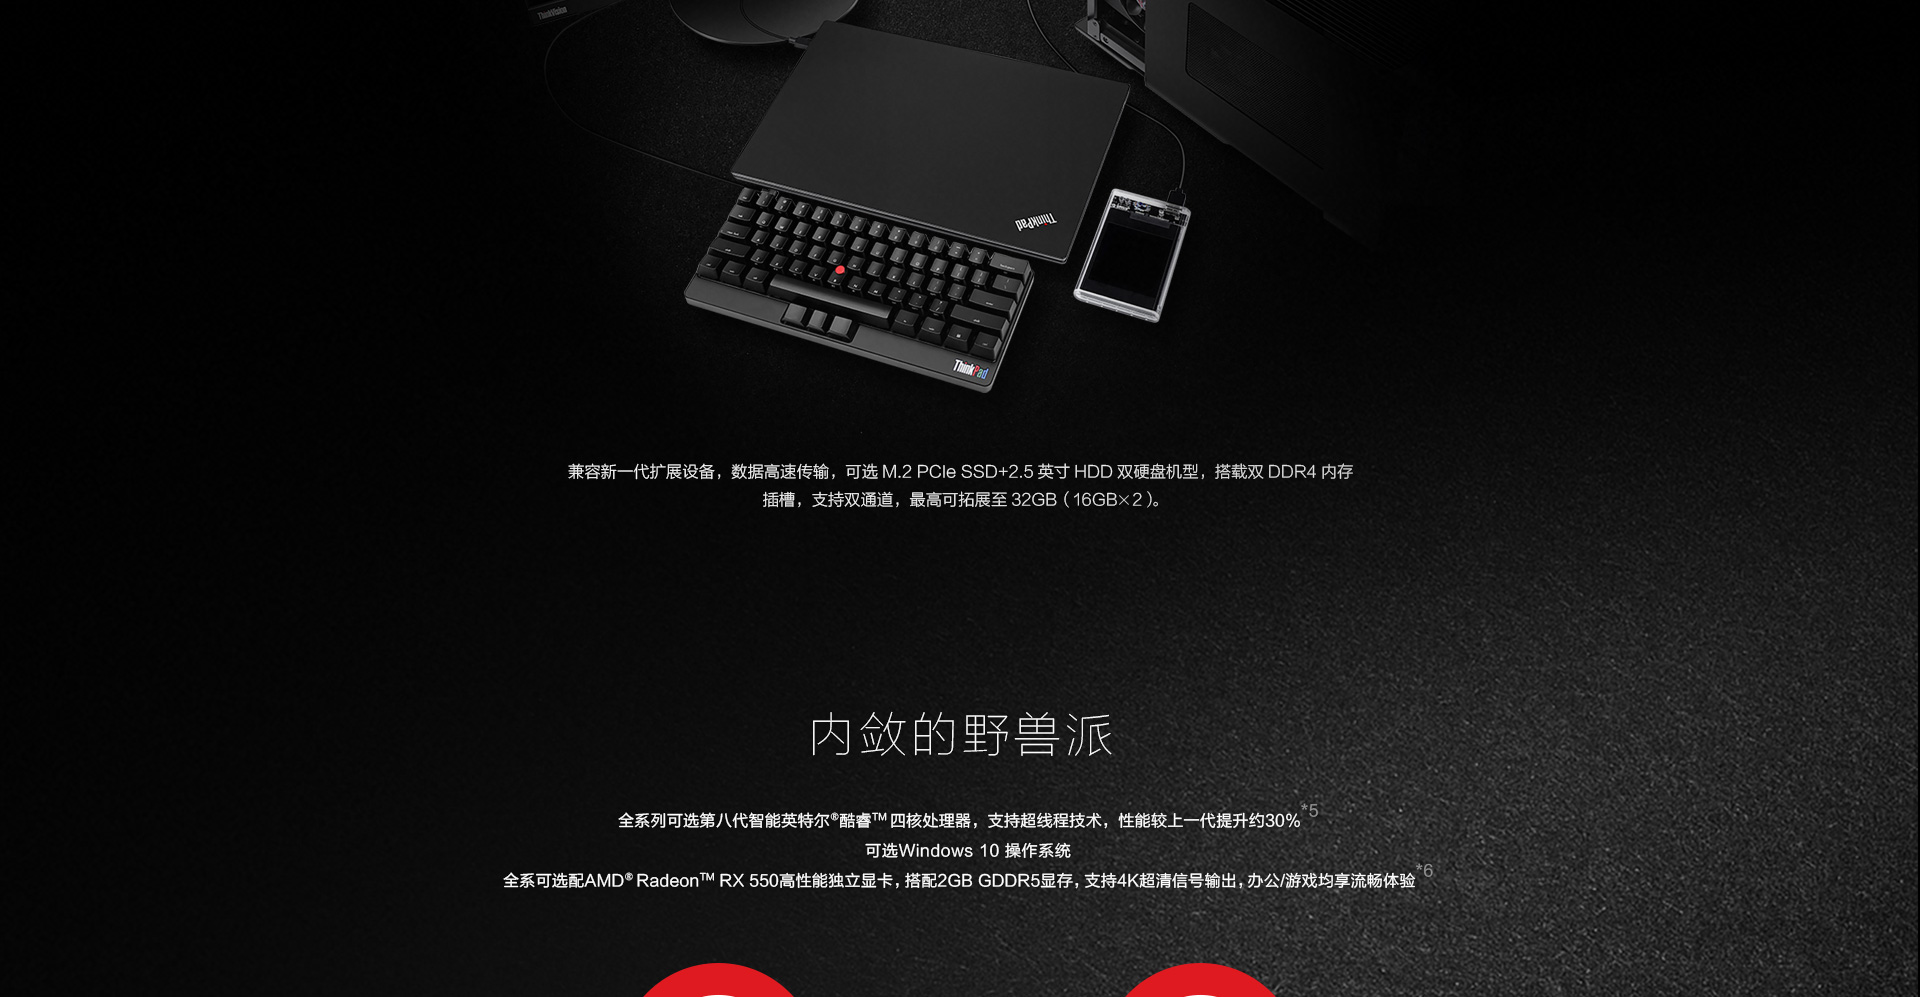 ThinkVision
ThinkPad
ThinkPad
兼容新一代扩展设备，数据高速传输，可选 M.2 PCIe SSD+2.5 英寸 HDD 双硬盘机型，搭载双 DDR4 内存
插槽，支持双通道，最高可拓展至 32GB（16GB×2）。
内敛的野兽派
全系列可选第八代智能英特尔®酷睿™ 四核处理器，支持超线程技术，性能较上一代提升约30%*5
可选Windows 10 操作系统
全系可选配AMD® Radeon™ RX 550高性能独立显卡，搭配2GB GDDR5显存，支持4K超清信号输出，办公/游戏均享流畅体验*6